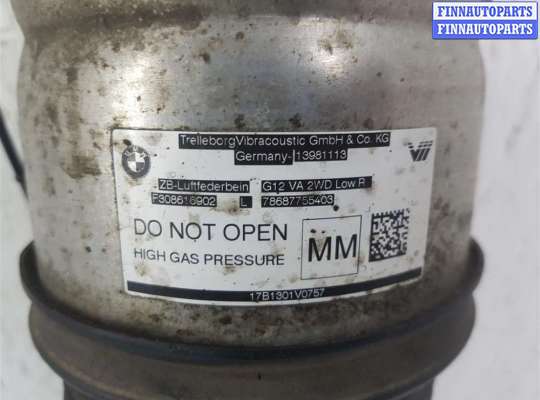 FINNAUTOPARTS
FINNAUTOPARTS
TrelleborgVibracoustic GmbH & Co. KG
Germany- 13981113
ZB-Luftfederbein G12 VA 2WD Low R
F308616902 L 78687755403
DO NOT OPEN
HIGH GAS PRESSURE
MM
17B1301V0757